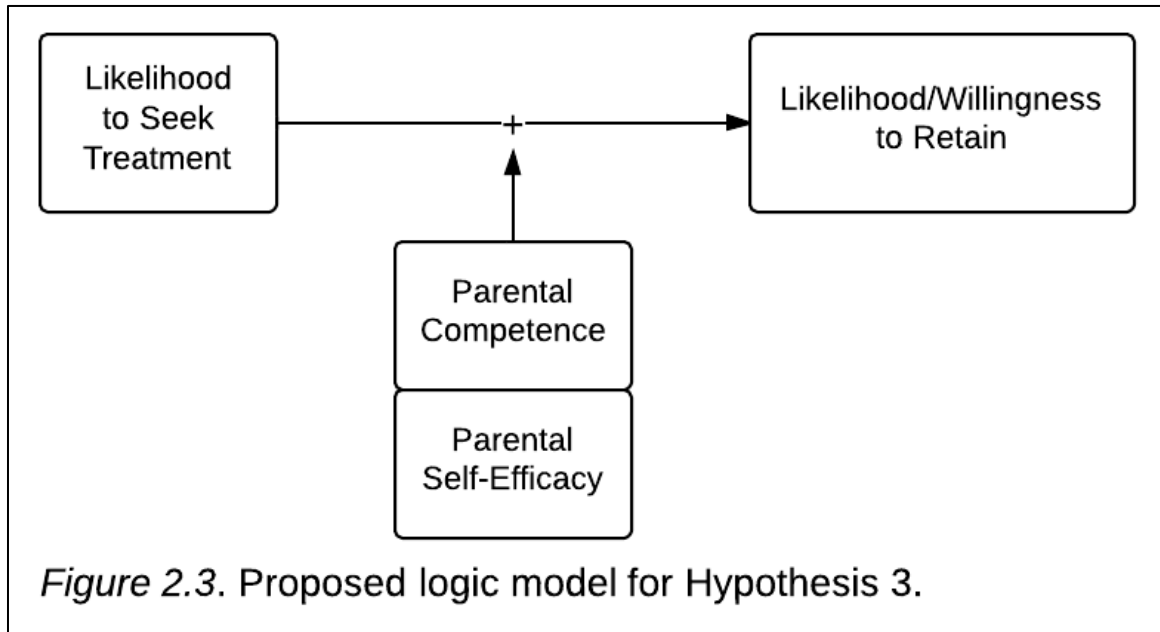 Likelihood
to Seek
Treatment
+
Likelihood/Willingness
to Retain
Parental
Competence
Parental
Self-Efficacy
Figure 2.3. Proposed logic model for Hypothesis 3.